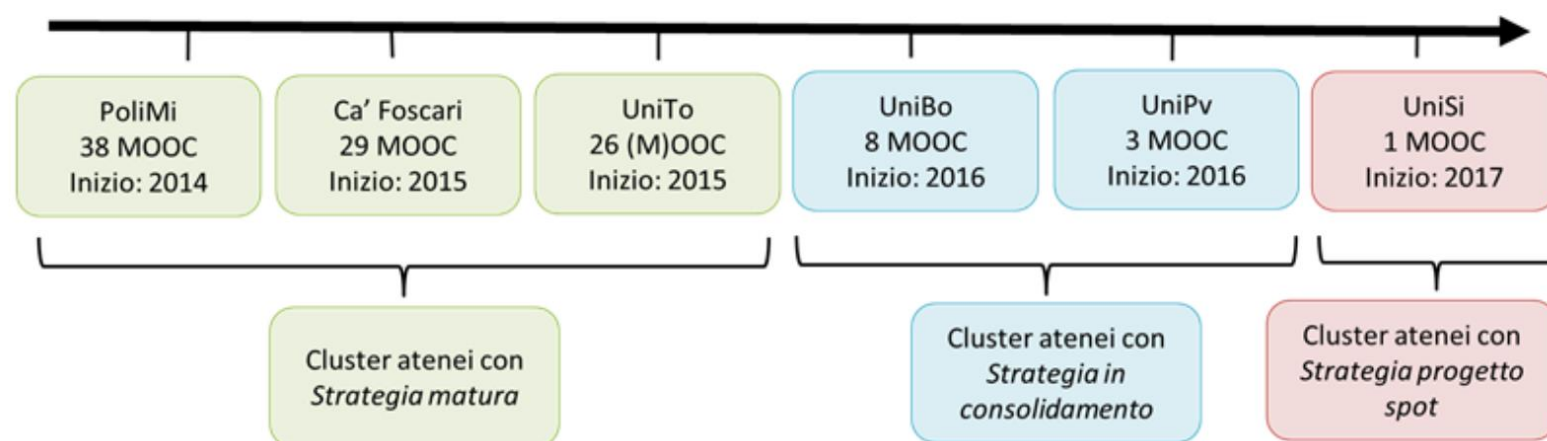 PoliMi
38 MOOC
Inizio: 2014
Ca’ Foscari
29 MOOC
Inizio: 2015
UniTo
26 (M)OOC
Inizio: 2015
UniBo
8 MOOC
Inizio: 2016
UniPv
3 MOOC
Inizio: 2016
UniSi
1 MOOC
Inizio: 2017
Cluster atenei con
Strategia matura
Cluster atenei con
Strategia in
consolidamento
Cluster atenei con
Strategia progetto
spot